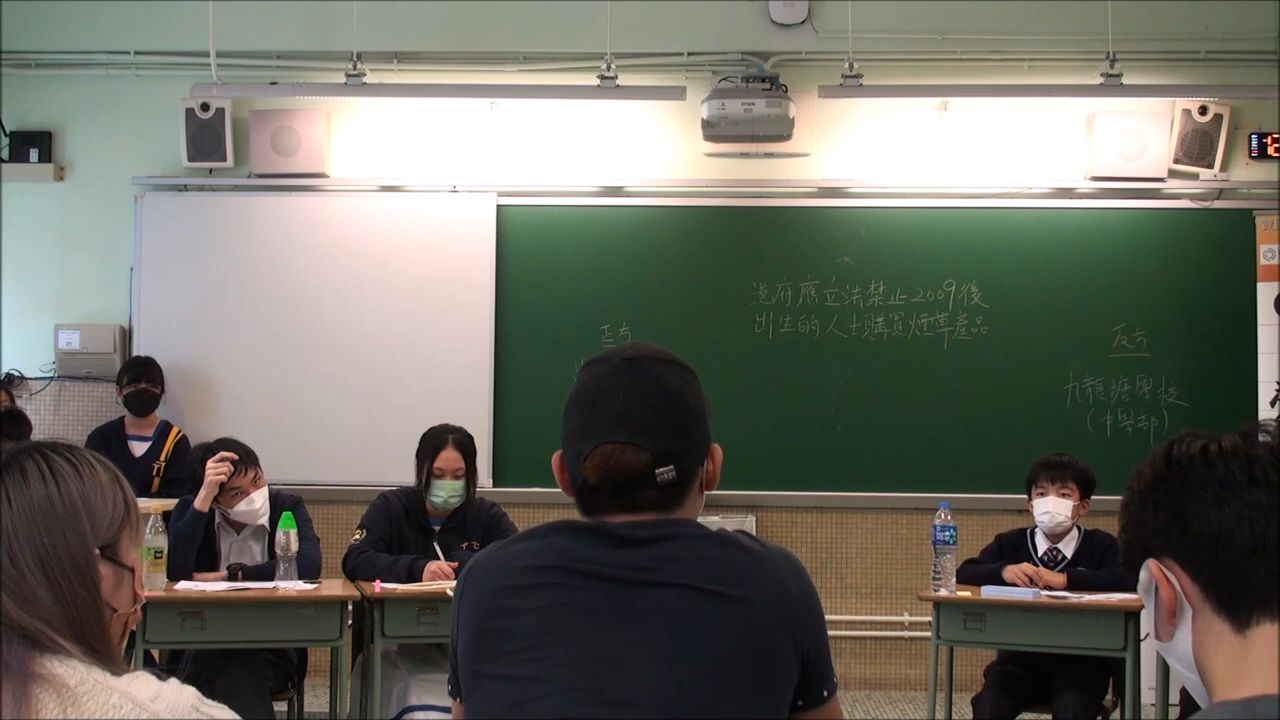 EPSON
港府應立法禁止2009後
出生的人士購買煙草產品
正方
反方
九龍塘學校
(中學部)